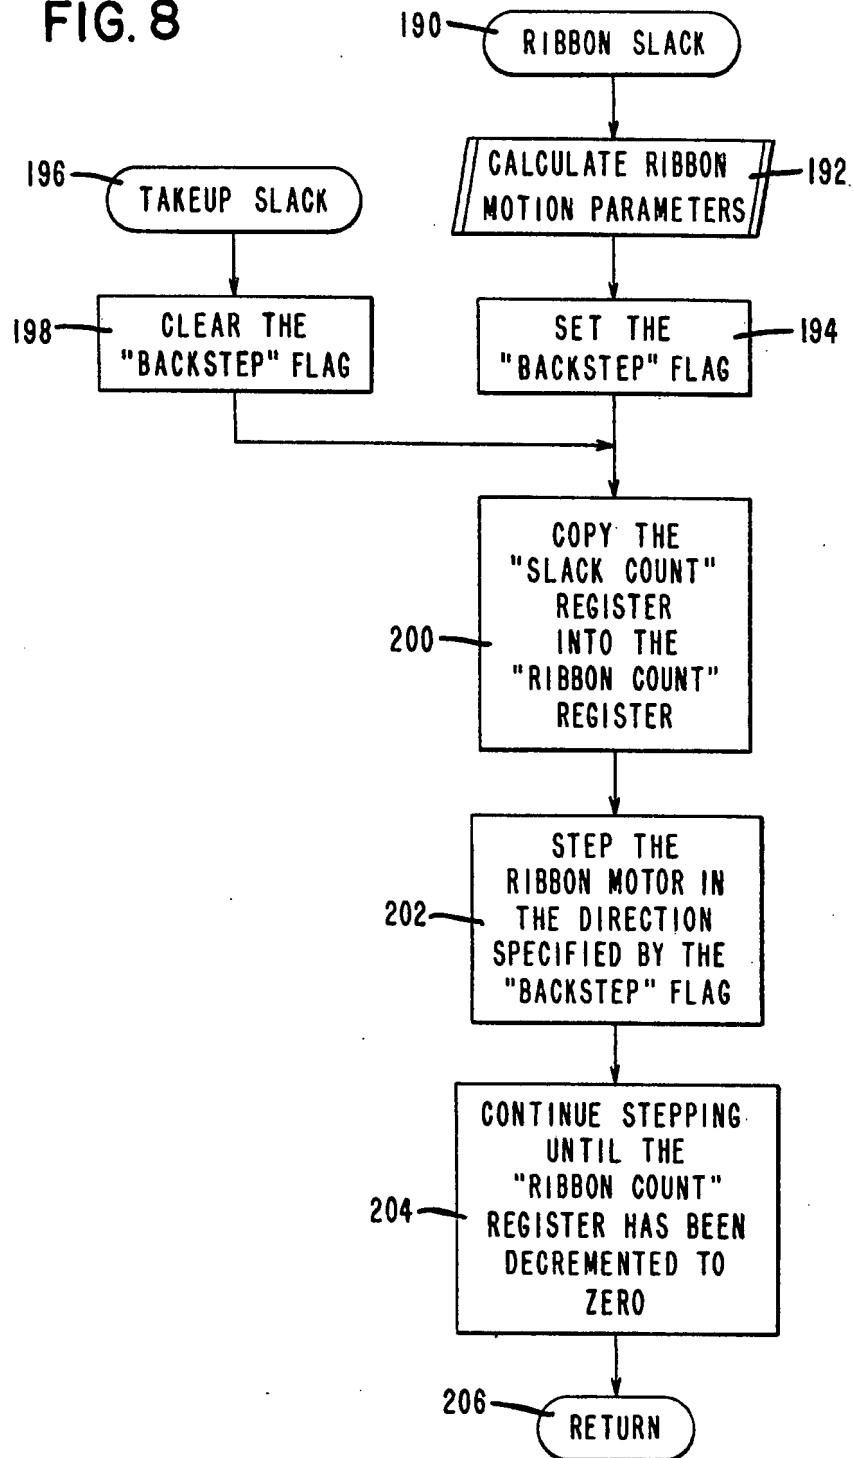 FIG. 8
190
RIBBON SLACK
CALCULATE RIBBON
MOTION PARAMETERS
192
196
TAKEUP SLACK
198
CLEAR THE
"BACKSTEP" FLAG
SET THE
"BACKSTEP" FLAG
194
200
COPY THE
"SLACK COUNT"
REGISTER
INTO THE
"RIBBON COUNT"
REGISTER
202
STEP THE
RIBBON MOTOR IN
THE DIRECTION
SPECIFIED BY THE
"BACKSTEP" FLAG
204
CONTINUE STEPPING
UNTIL THE
"RIBBON COUNT"
REGISTER HAS BEEN
DECREMENTED TO
ZERO
206
RETURN